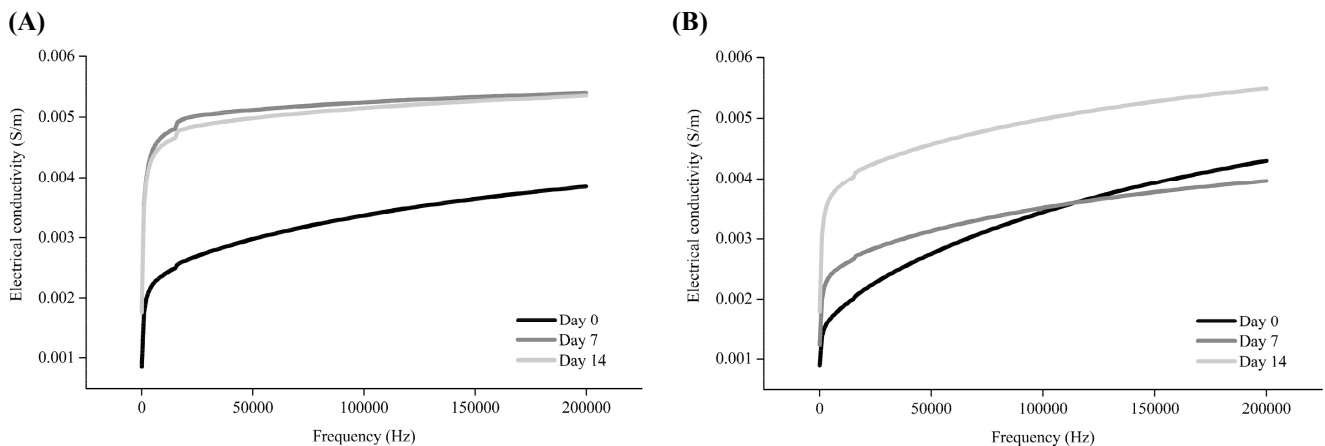 (A)
0.006
0.005
0.004
0.003
0.002
0.001
Electrical conductivity (S/m)
Day 0
Day 7
Day 14
0
50000
100000
150000
200000
Frequency (Hz)
(B)
0.006
0.005
0.004
0.003
0.002
0.001
Electrical conductivity (S/m)
Day 0
Day 7
Day 14
0
50000
100000
150000
200000
Frequency (Hz)